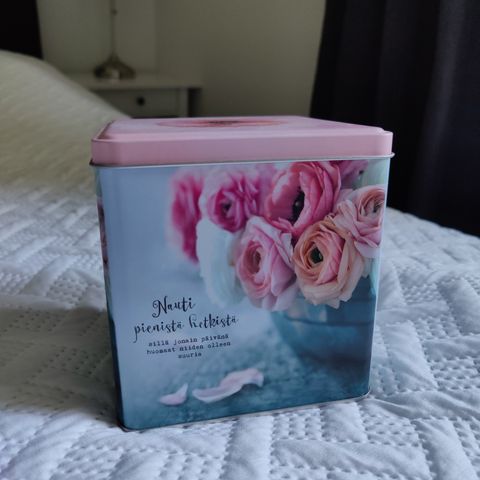 Nauti
pienistä hetkistä
sillä jonain päivänä
huomaat niiden olleen
suuria